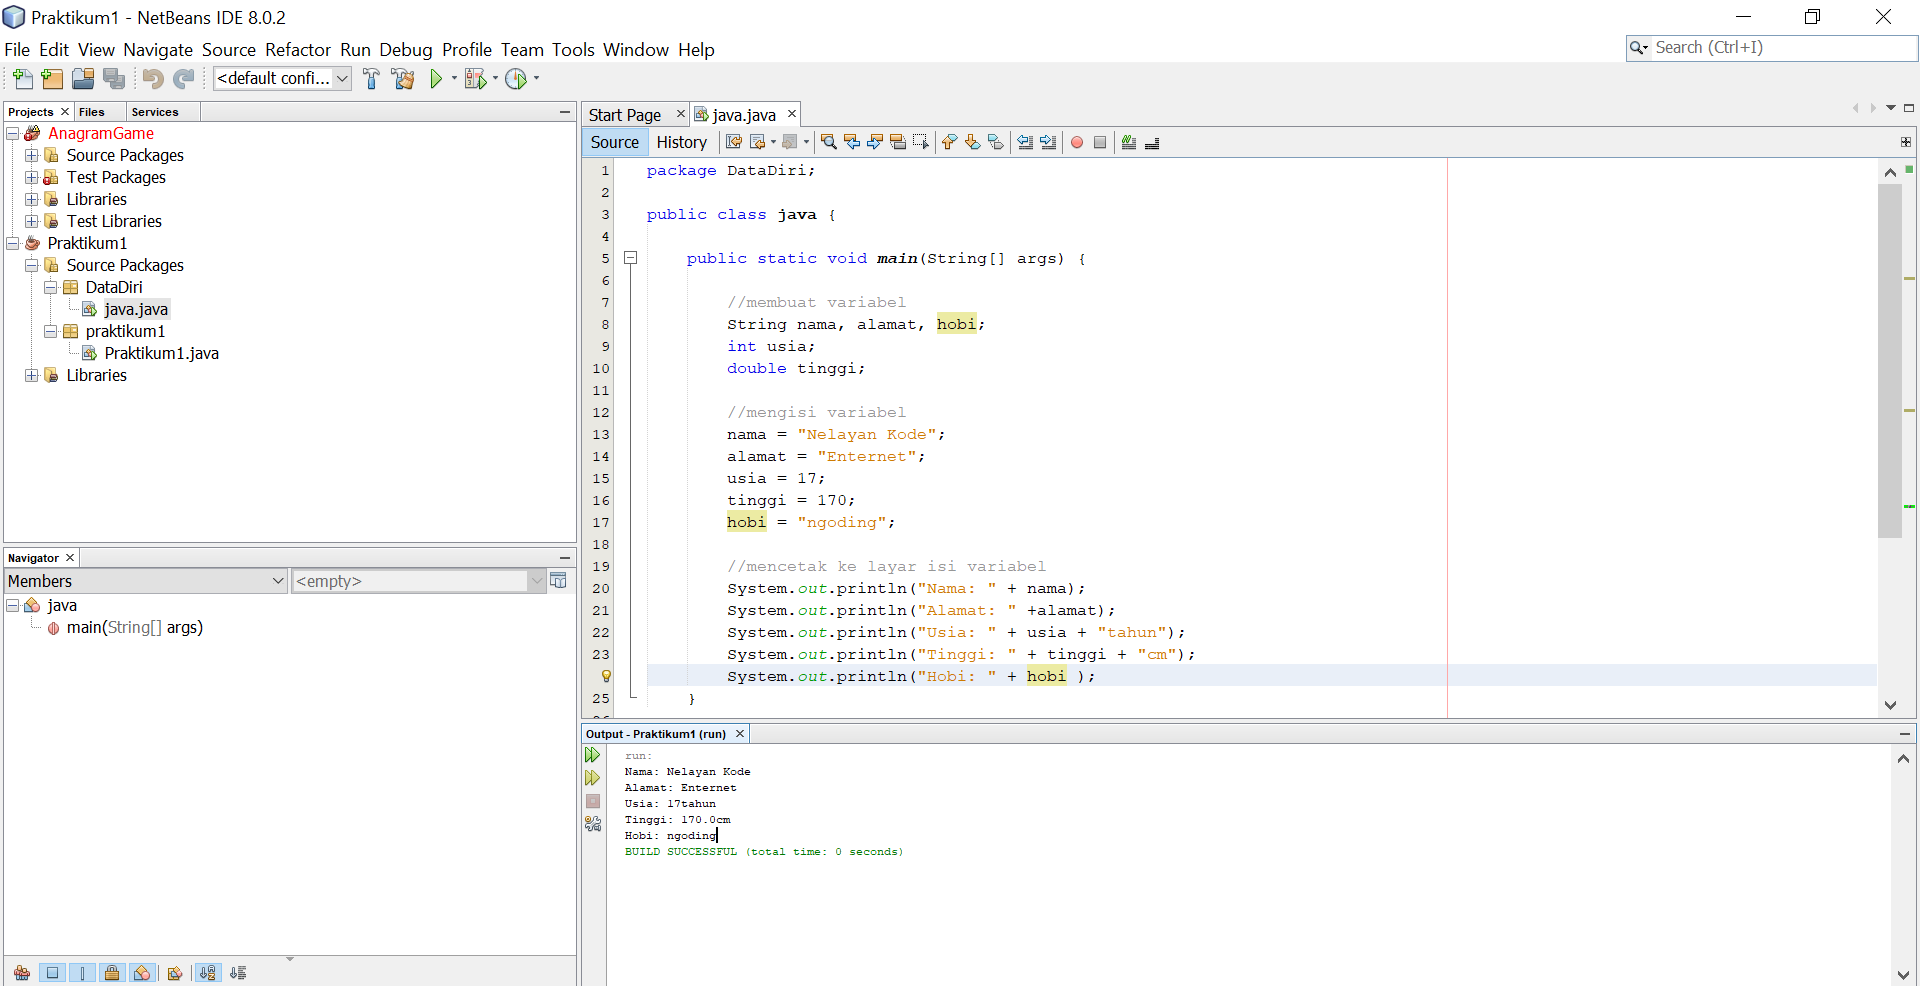 Praktikum1 - NetBeans IDE 8.0.2
File Edit View Navigate Source Refactor Run Debug Profile Team Tools Window Help
Search (Ctrl+I)
<default confi...
Projects Files Services
AnagramGame
Source Packages
Test Packages
Libraries
Test Libraries
Praktikum1
Source Packages
DataDiri
java.java
praktikum1
Praktikum1.java
Libraries
Navigator
Members <empty>
java
main(String[] args)
Start Page java.java
Source History
1 package DataDiri;
2
3 public class java {
4
5 public static void main(String[] args) {
6
7 //membuat variabel
8 String nama, alamat, hobi;
9 int usia;
10 double tinggi;
11
12 //mengisi variabel
13 nama = "Nelayan Kode";
14 alamat = "Enternet";
15 usia = 17;
16 tinggi = 170;
17 hobi = "ngoding";
18
19 //mencetak ke layar isi variabel
20 System.out.println("Nama: " + nama);
21 System.out.println("Alamat: " +alamat);
22 System.out.println("Usia: " + usia + "tahun");
23 System.out.println("Tinggi: " + tinggi + "cm");
System.out.println("Hobi: " + hobi );
25 }
Output - Praktikum1 (run)
run:
Nama: Nelayan Kode
Alamat: Enternet
Usia: 17tahun
Tinggi: 170.0cm
Hobi: ngoding
BUILD SUCCESSFUL (total time: 0 seconds)